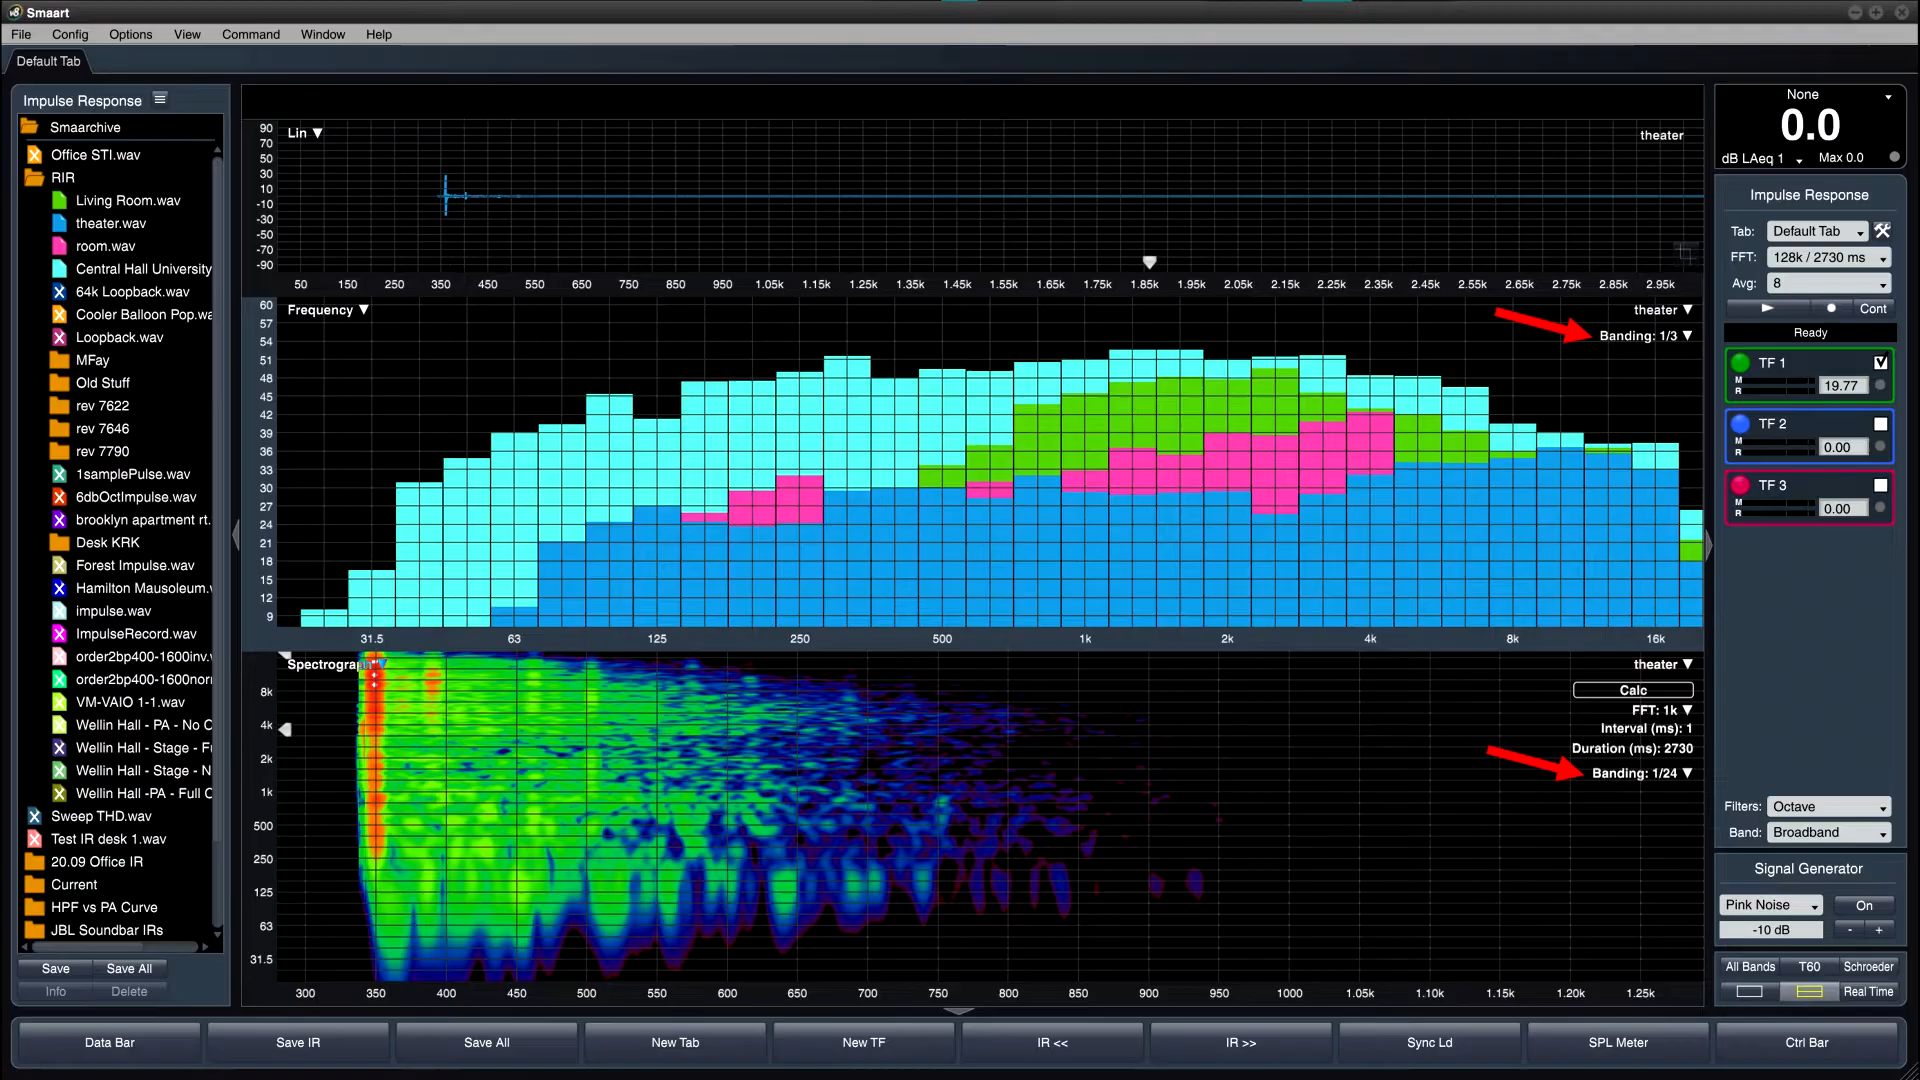 Smaart
File Config Options View Command Window Help
Default Tab
Impulse Response
Smaarchive
Office STI.wav
RIR
Living Room.wav
theater.wav
room.wav
Central Hall University
64k Loopback.wav
Cooler Balloon Pop.wa
Loopback.wav
MFay
Old Stuff
rev 7622
rev 7646
rev 7790
1samplePulse.wav
6dbOctImpulse.wav
brooklyn apartment rt.
Desk KRK
Forest Impulse.wav
Hamilton Mausoleum.
impulse.wav
ImpulseRecord.wav
order2bp400-1600inv.
order2bp400-1600nor
VM-VAIO 1-1.wav
Wellin Hall - PA - No C
Wellin Hall - Stage - F
Wellin Hall - Stage - N
Wellin Hall -PA - Full C
Sweep THD.wav
Test IR desk 1.wav
20.09 Office IR
Current
HPF vs PA Curve
JBL Soundbar IRs
Save Save All
Info Delete
Lin ▼
theater
90
70
50
30
10
-10
-30
-50
-70
-90
50 150 250 350 450 550 650 750 850 950 1.05k 1.15k 1.25k 1.35k 1.45k 1.55k 1.65k 1.75k 1.85k 1.95k 2.05k 2.15k 2.25k 2.35k 2.45k 2.55k 2.65k 2.75k 2.85k 2.95k
Frequency ▼
theater ▼
Banding: 1/3 ▼
60
57
54
51
48
45
42
39
36
33
30
27
24
21
18
15
12
9
31.5 63 125 250 500 1k 2k 4k 8k 16k
Spectrograph
theater ▼
Calc
FFT: 1k ▼
Interval (ms): 1
Duration (ms): 2730
Banding: 1/24 ▼
8k
4k
2k
1k
500
250
125
63
31.5
300 350 400 450 500 550 600 650 700 750 800 850 900 950 1000 1.05k 1.10k 1.15k 1.20k 1.25k
None
0.0
dB LAeq 1 Max 0.0
Impulse Response
Tab: Default Tab
FFT: 128k / 2730 ms
Avg: 8
Cont
Ready
TF 1
M
R
19.77
TF 2
M
R
0.00
TF 3
M
R
0.00
Filters: Octave
Band: Broadband
Signal Generator
Pink Noise On
-10 dB - +
All Bands T60 Schroeder
Real Time
Data Bar Save IR Save All New Tab New TF IR << IR >> Sync Ld SPL Meter Ctrl Bar